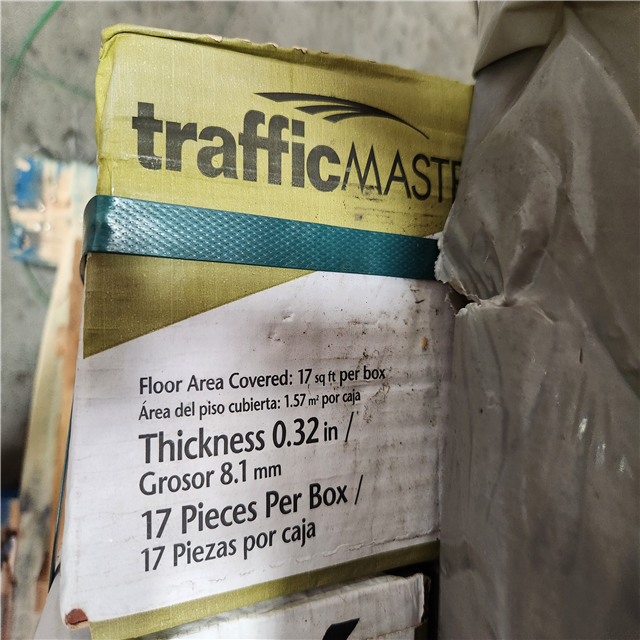 trafficMASTE
Floor Area Covered: 17 sq ft per box
Área del piso cubierta: 1.57 m² por caja
Thickness 0.32 in /
Grosor 8.1 mm
17 Pieces Per Box /
17 Piezas por caja